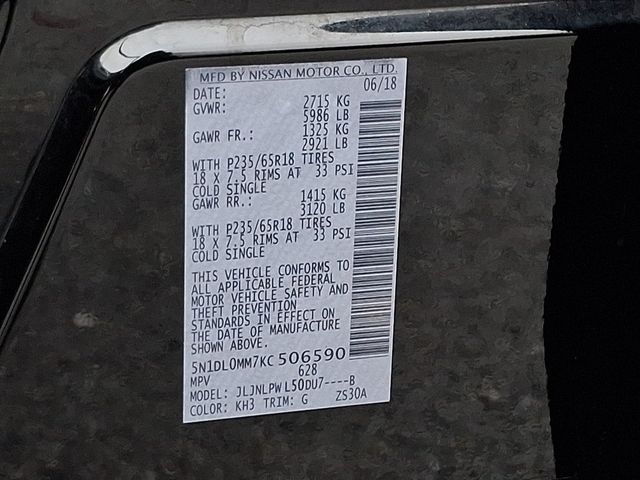 MFD BY NISSAN MOTOR CO., LTD.
DATE: 06/18
GVWR: 2715 KG
5986 LB
GAWR FR.: 1325 KG
2921 LB
WITH P235/65R18 TIRES
18 X 7.5 RIMS AT 33 PSI
COLD SINGLE
GAWR RR.: 1415 KG
3120 LB
WITH P235/65R18 TIRES
18 X 7.5 RIMS AT 33 PSI
COLD SINGLE
THIS VEHICLE CONFORMS TO
ALL APPLICABLE FEDERAL
MOTOR VEHICLE SAFETY AND
THEFT PREVENTION
STANDARDS IN EFFECT ON
THE DATE OF MANUFACTURE
SHOWN ABOVE.
5N1DL0MM7KC506590
MPV 628
MODEL: JLJNLPWL50DU7----B
COLOR: KH3 TRIM: G ZS30A